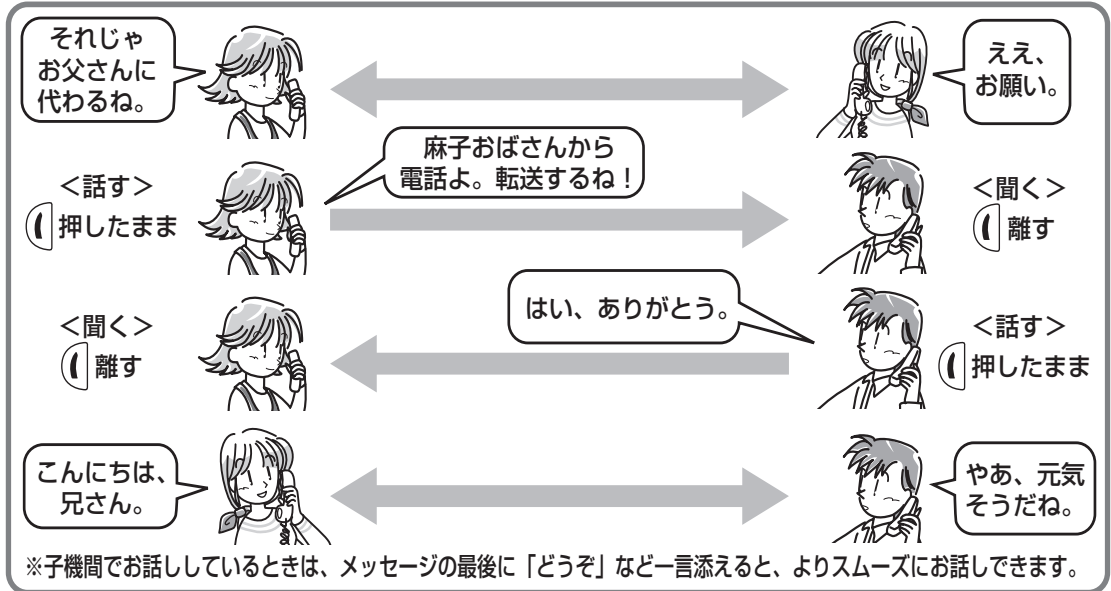 それじゃ
お父さんに
代わるね。
ええ、
お願い。
麻子おばさんから
電話よ。転送するね！
＜話す＞
押したまま
＜聞く＞
離す
はい、ありがとう。
＜聞く＞
離す
＜話す＞
押したまま
こんにちは、
兄さん。
やあ、元気
そうだね。
※子機間でお話ししているときは、メッセージの最後に「どうぞ」など一言添えると、よりスムーズにお話しできます。